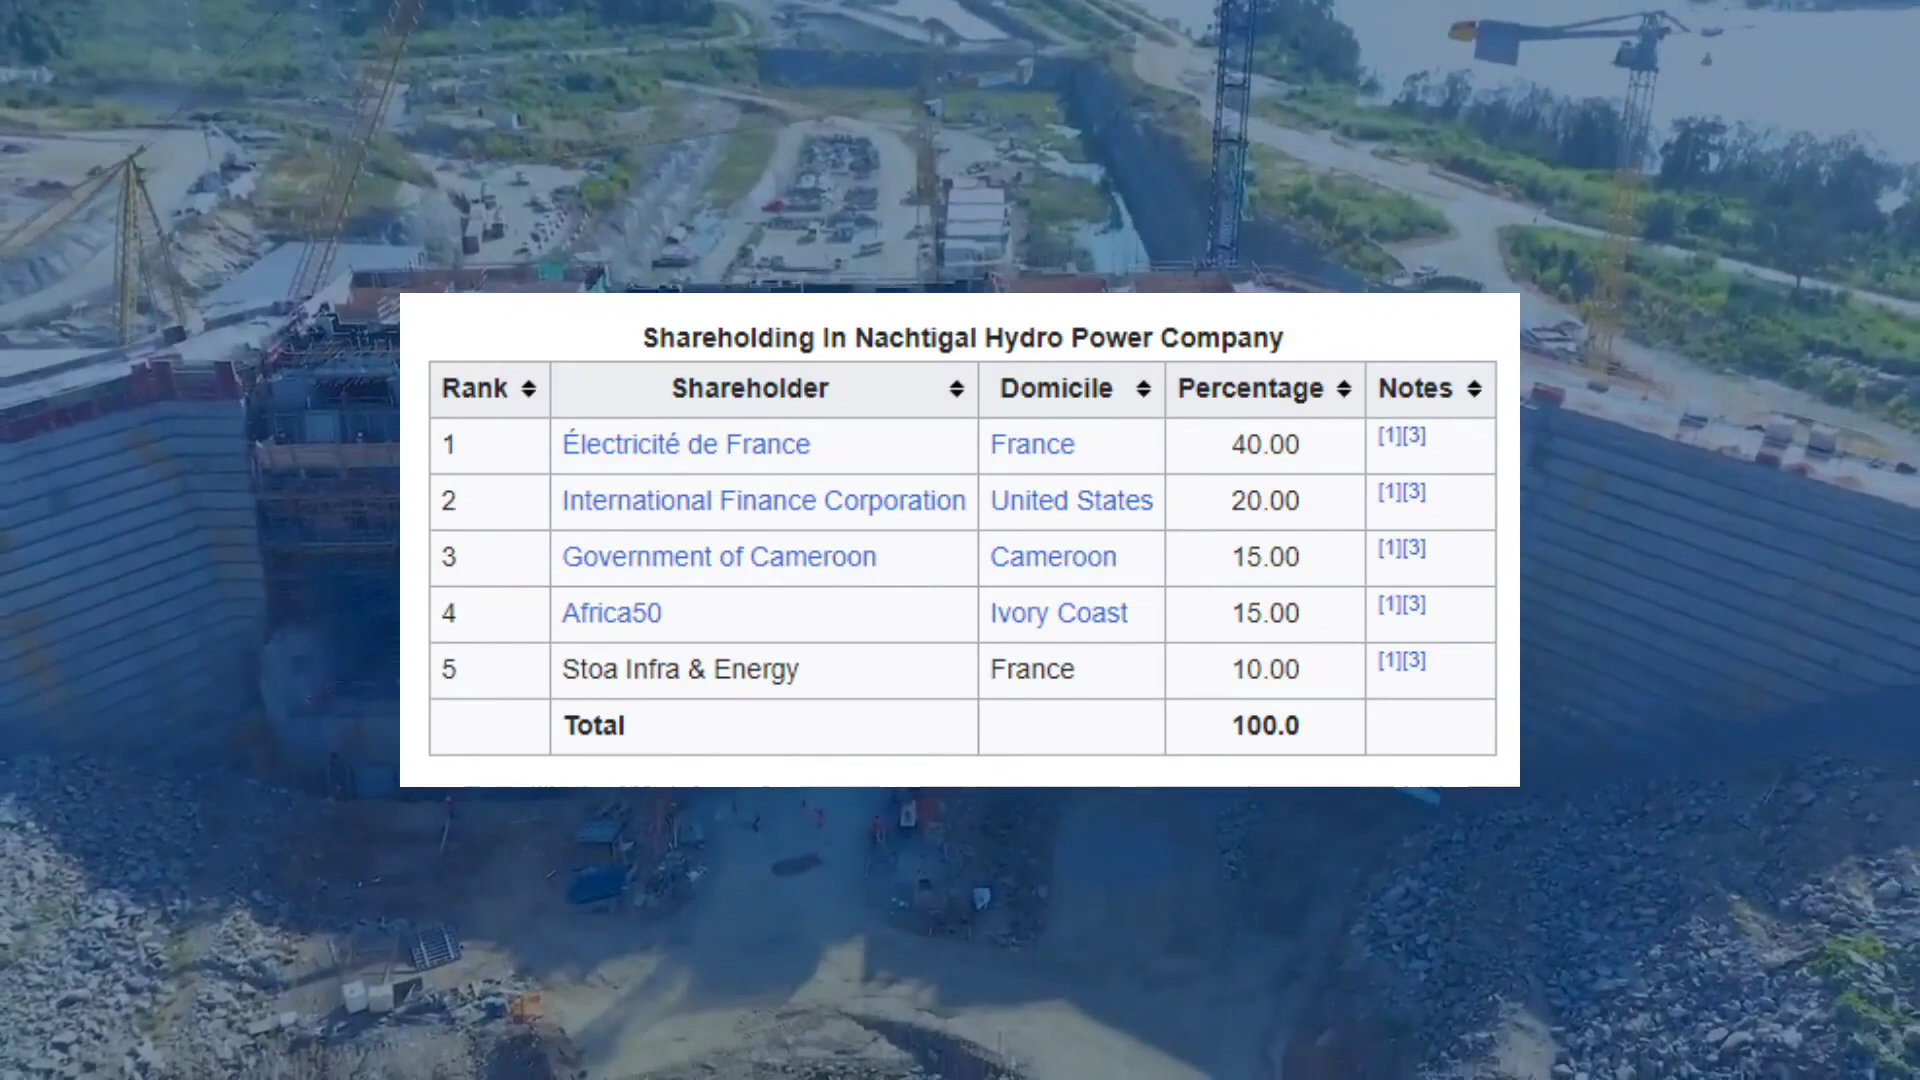 Shareholding In Nachtigal Hydro Power Company
Rank Shareholder Domicile Percentage Notes
1 Électricité de France France 40.00 [1][3]
2 International Finance Corporation United States 20.00 [1][3]
3 Government of Cameroon Cameroon 15.00 [1][3]
4 Africa50 Ivory Coast 15.00 [1][3]
5 Stoa Infra & Energy France 10.00 [1][3]
Total 100.0